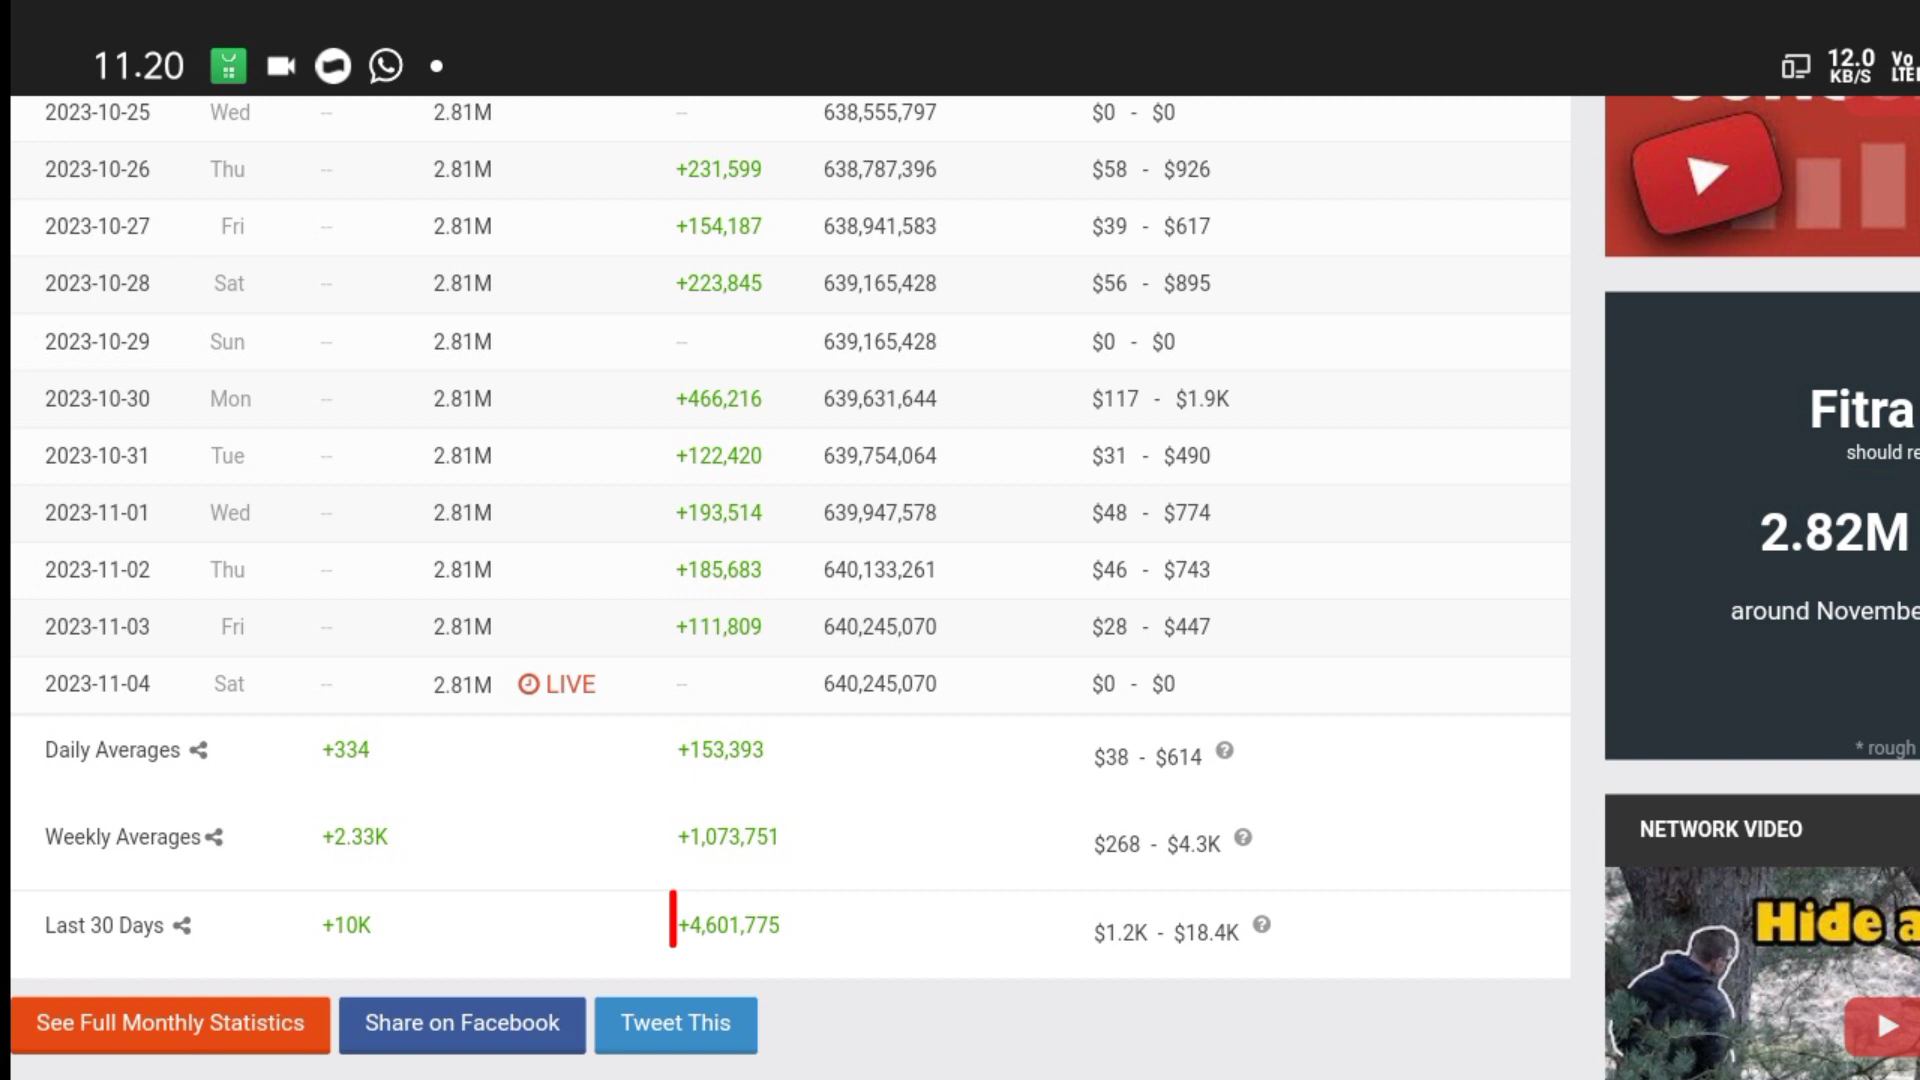 11.20 12.0 KB/S Vo LTE
2023-10-25 Wed -- 2.81M -- 638,555,797 $0 - $0
2023-10-26 Thu -- 2.81M +231,599 638,787,396 $58 - $926
2023-10-27 Fri -- 2.81M +154,187 638,941,583 $39 - $617
2023-10-28 Sat -- 2.81M +223,845 639,165,428 $56 - $895
2023-10-29 Sun -- 2.81M -- 639,165,428 $0 - $0
2023-10-30 Mon -- 2.81M +466,216 639,631,644 $117 - $1.9K
2023-10-31 Tue -- 2.81M +122,420 639,754,064 $31 - $490
2023-11-01 Wed -- 2.81M +193,514 639,947,578 $48 - $774
2023-11-02 Thu -- 2.81M +185,683 640,133,261 $46 - $743
2023-11-03 Fri -- 2.81M +111,809 640,245,070 $28 - $447
2023-11-04 Sat -- 2.81M LIVE -- 640,245,070 $0 - $0
Daily Averages +334 +153,393 $38 - $614
Weekly Averages +2.33K +1,073,751 $268 - $4.3K
Last 30 Days +10K +4,601,775 $1.2K - $18.4K
See Full Monthly Statistics
Share on Facebook
Tweet This
Fitra
should re
2.82M
around Novembe
* rough
NETWORK VIDEO
Hide a